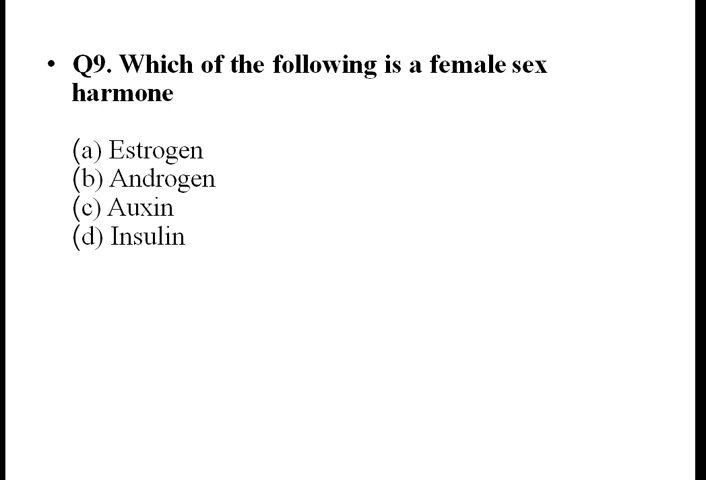 • Q9. Which of the following is a female sex
harmone
(a) Estrogen
(b) Androgen
(c) Auxin
(d) Insulin